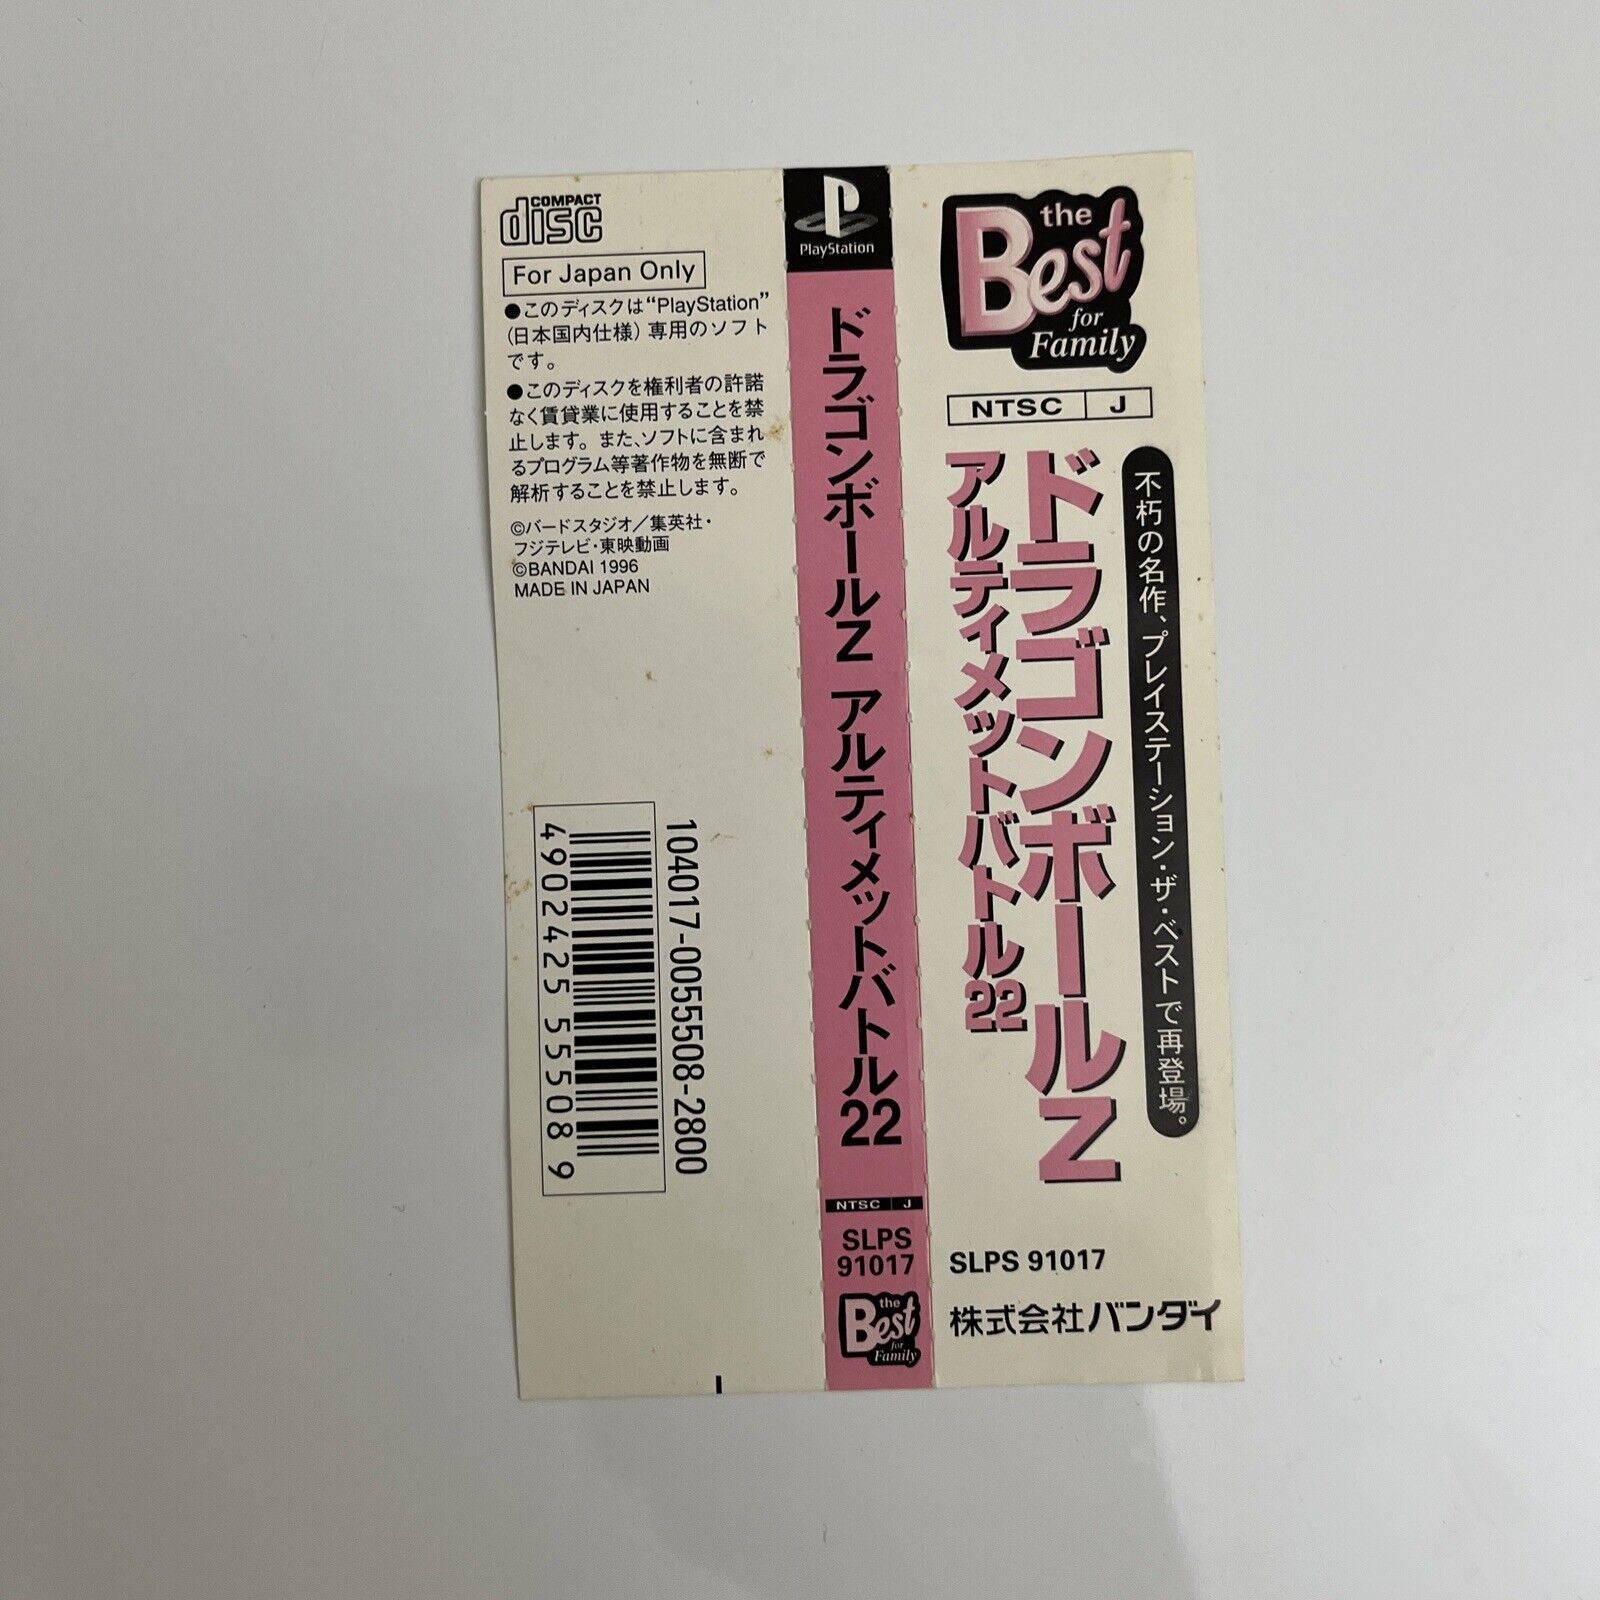 COMPACT
disc
For Japan Only
●このディスクは“PlayStation”
(日本国内仕様) 専用のソフト
です。
●このディスクを権利者の許諾
なく賃貸業に使用することを禁
止します。また、ソフトに含まれ
るプログラム等著作物を無断で
解析することを禁止します。
©バードスタジオ／集英社・
フジテレビ・東映動画
©BANDAI 1996
MADE IN JAPAN
104017-0055508-2800
4902425555089
PlayStation
ドラゴンボールZ アルティメットバトル22
NTSC J
SLPS
91017
the
Best
for
Family
the
Best
for
Family
NTSC J
不朽の名作、プレイステーション・ザ・ベストで再登場。
ドラゴンボールZ
アルティメットバトル22
SLPS 91017
株式会社バンダイ